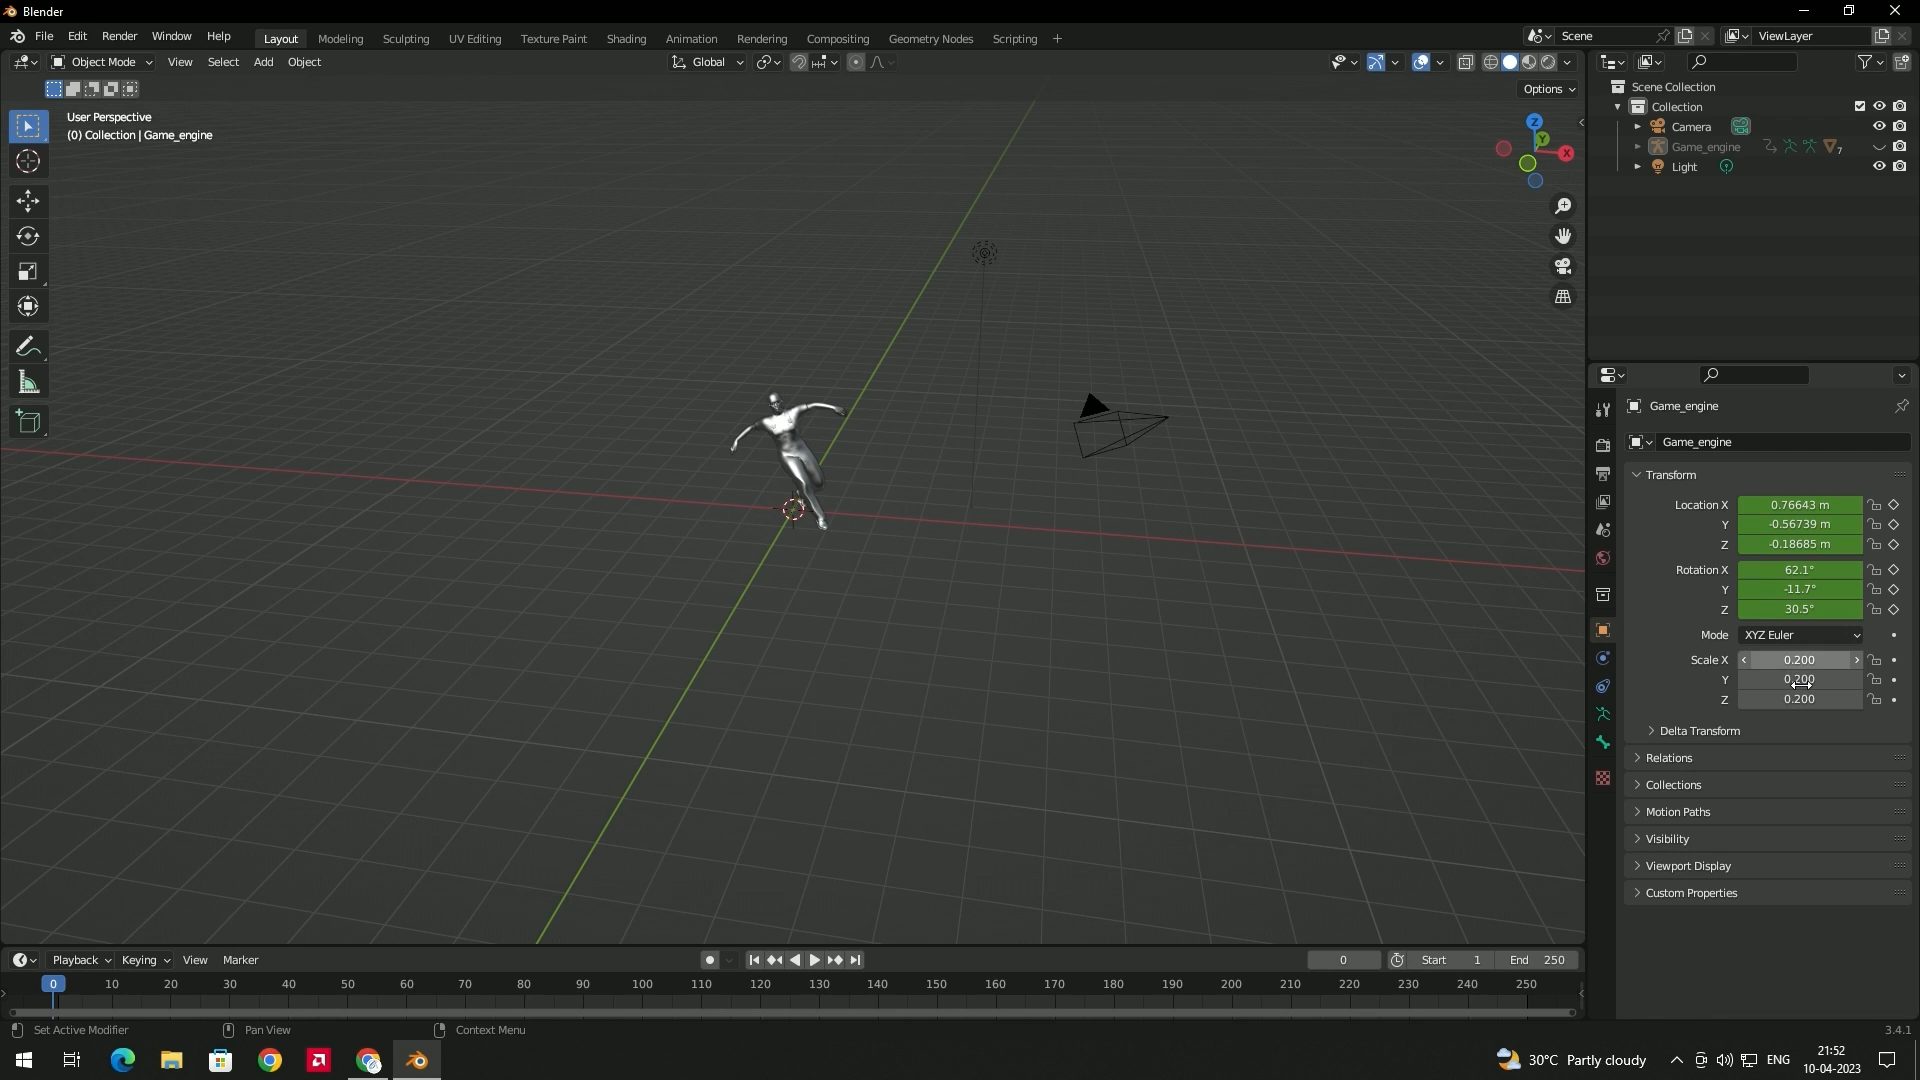 Blender
File Edit Render Window Help
Layout Modeling Sculpting UV Editing Texture Paint Shading Animation Rendering Compositing Geometry Nodes Scripting +
Scene
ViewLayer
Object Mode View Select Add Object
Global
Options
User Perspective
(0) Collection | Game_engine
Z
Y
X
Scene Collection
Collection
Camera
Game_engine
7
Light
Game_engine
Game_engine
Transform
Location X 0.76643 m
Y -0.56739 m
Z -0.18685 m
Rotation X 62.1°
Y -11.7°
Z 30.5°
Mode XYZ Euler
Scale X 0.200
Y 0.200
Z 0.200
Delta Transform
Relations
Collections
Motion Paths
Visibility
Viewport Display
Custom Properties
Playback Keying View Marker
0 Start 1 End 250
0 10 20 30 40 50 60 70 80 90 100 110 120 130 140 150 160 170 180 190 200 210 220 230 240 250
Set Active Modifier Pan View Context Menu
3.4.1
30°C Partly cloudy
ENG
21:52
10-04-2023